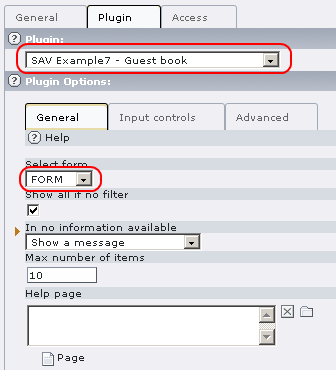 General Plugin Access
Plugin:
SAV Example7 - Guest book
Plugin Options:
General Input controls Advanced
Help
Select form
FORM
Show all if no filter
In no information available
Show a message
Max number of items
10
Help page
Page